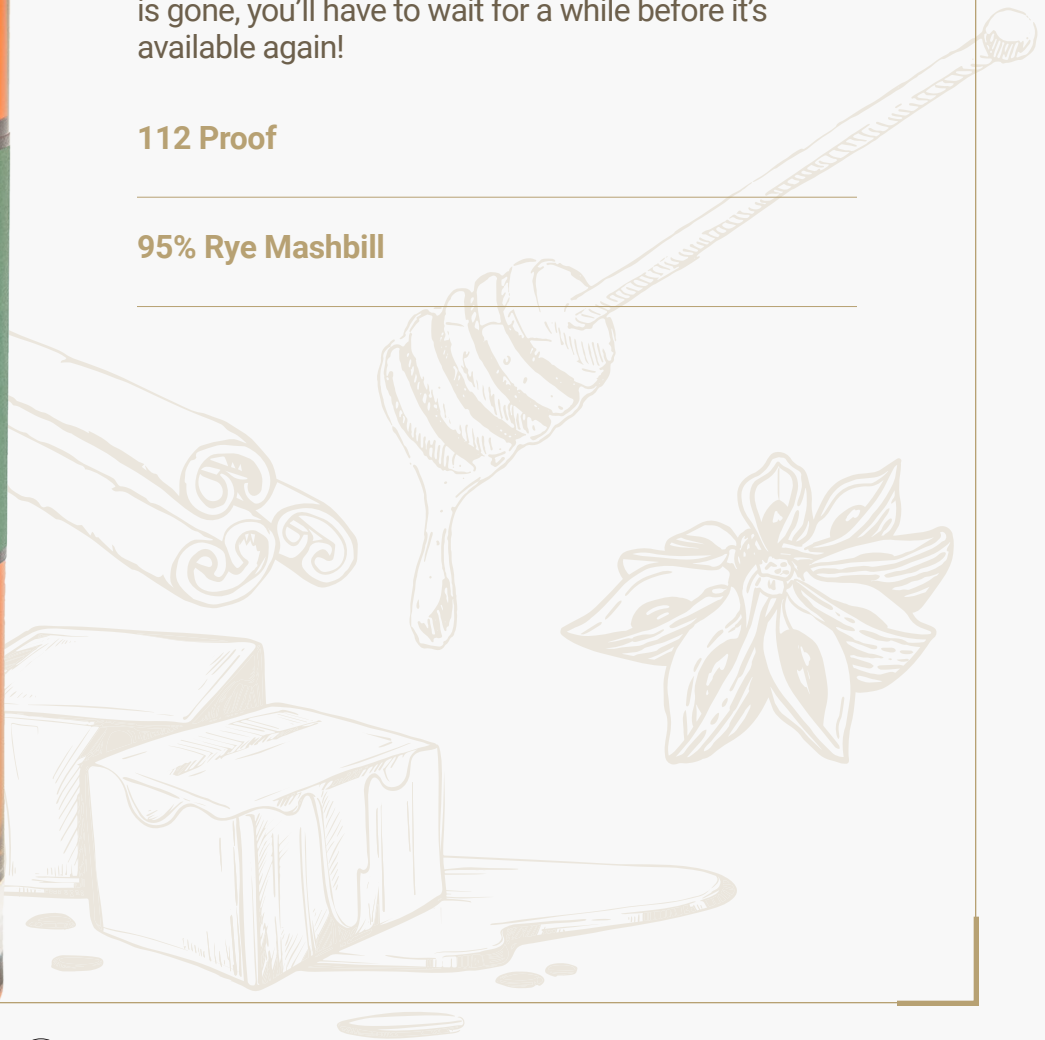 is gone, you’ll have to wait for a while before it’s
available again!
112 Proof
95% Rye Mashbill